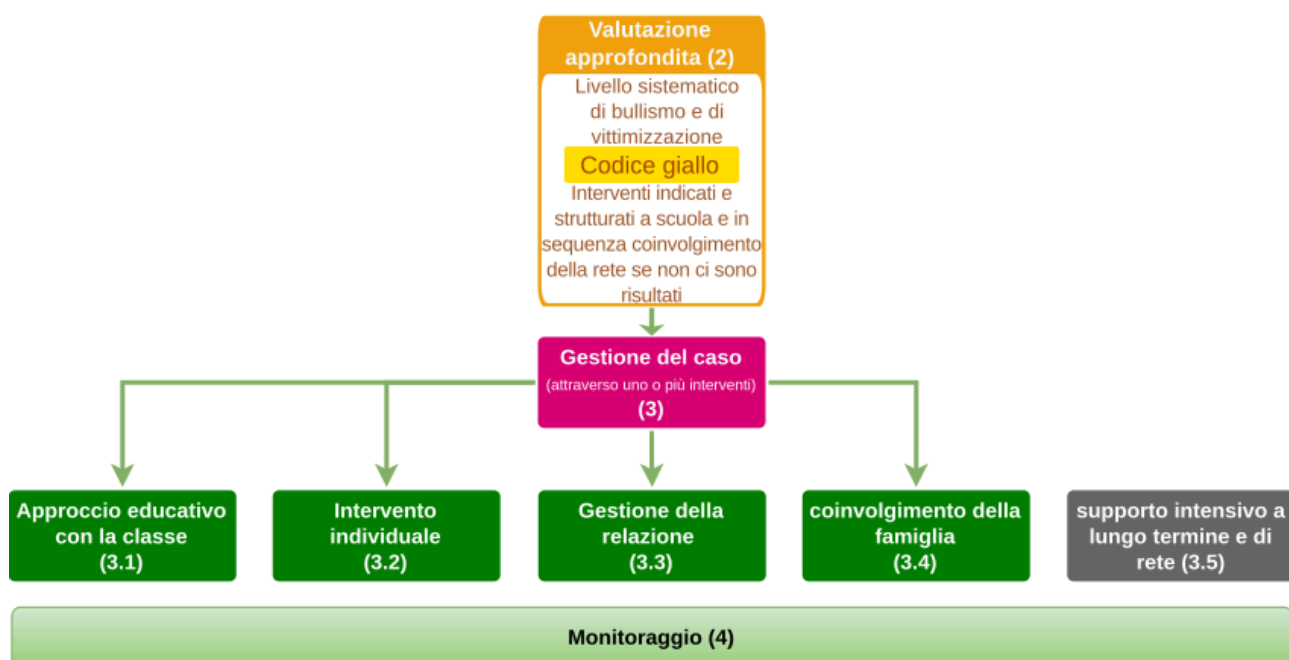 Valutazione
approfondita (2)
Livello sistematico
di bullismo e di
vittimizzazione
Codice giallo
Interventi indicati e
strutturati a scuola e in
sequenza coinvolgimento
della rete se non ci sono
risultati
Gestione del caso
(attraverso uno o più interventi)
(3)
Approccio educativo
con la classe
(3.1)
Intervento
individuale
(3.2)
Gestione della
relazione
(3.3)
coinvolgimento della
famiglia
(3.4)
supporto intensivo a
lungo termine e di
rete (3.5)
Monitoraggio (4)